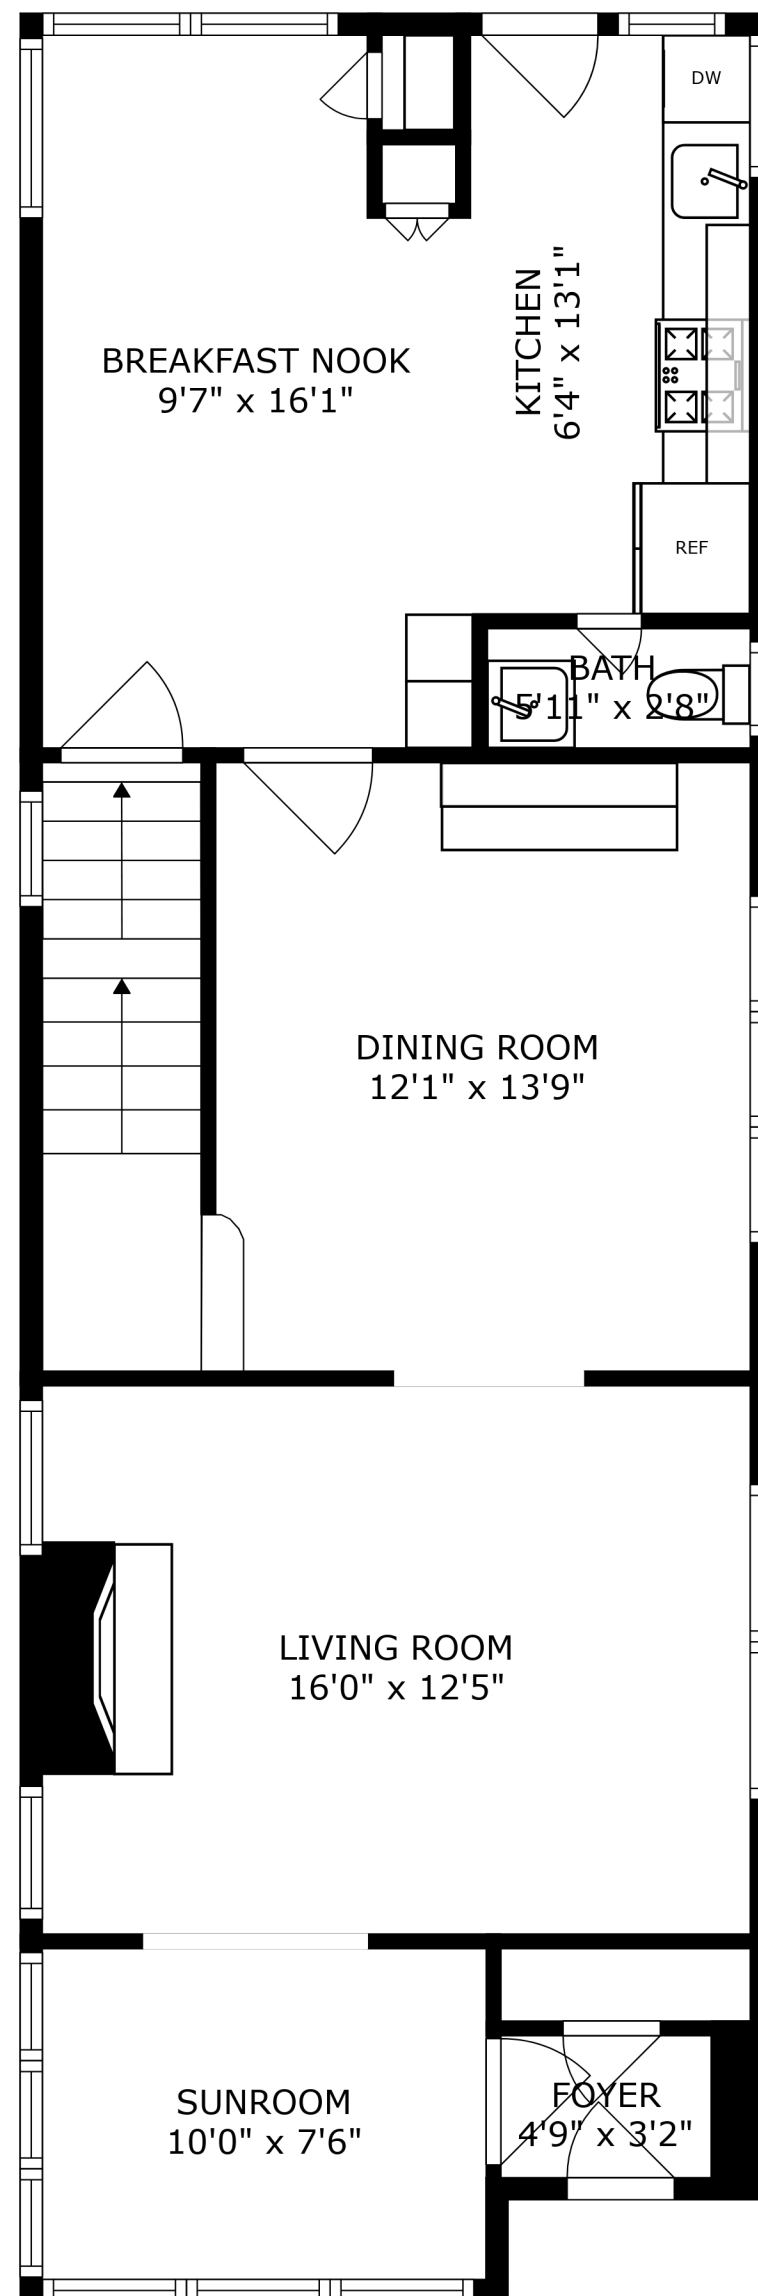 DW
BREAKFAST NOOK
9'7" x 16'1"
KITCHEN
6'4" x 13'1"
REF
BATH
5'11" x 2'8"
DINING ROOM
12'1" x 13'9"
LIVING ROOM
16'0" x 12'5"
SUNROOM
10'0" x 7'6"
FOYER
4'9" x 3'2"